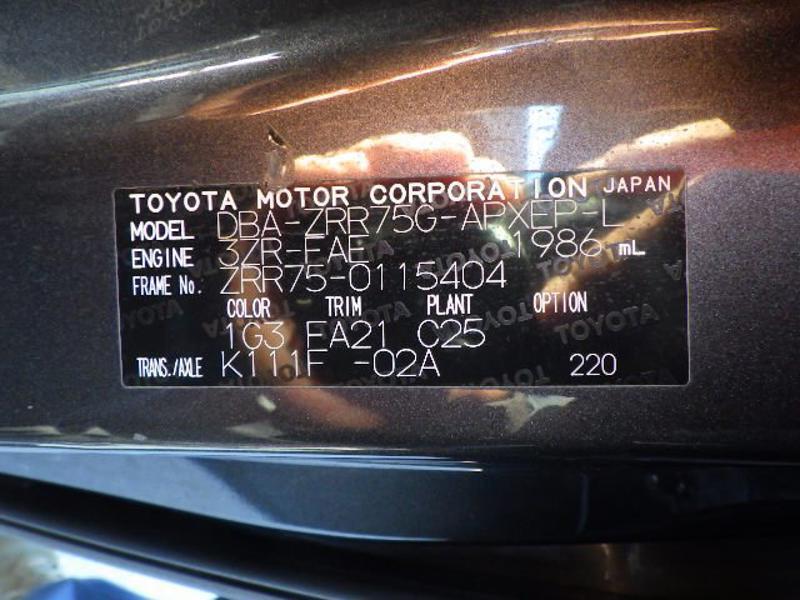 TOYOTA MOTOR CORPORATION JAPAN
MODEL DBA-ZRR75G-APXEP-L
ENGINE 3ZR-FAE 1986 mL
FRAME No. ZRR75-0115404
COLOR TRIM PLANT OPTION
1G3 FA21 C25
TRANS./AXLE K111F -02A 220